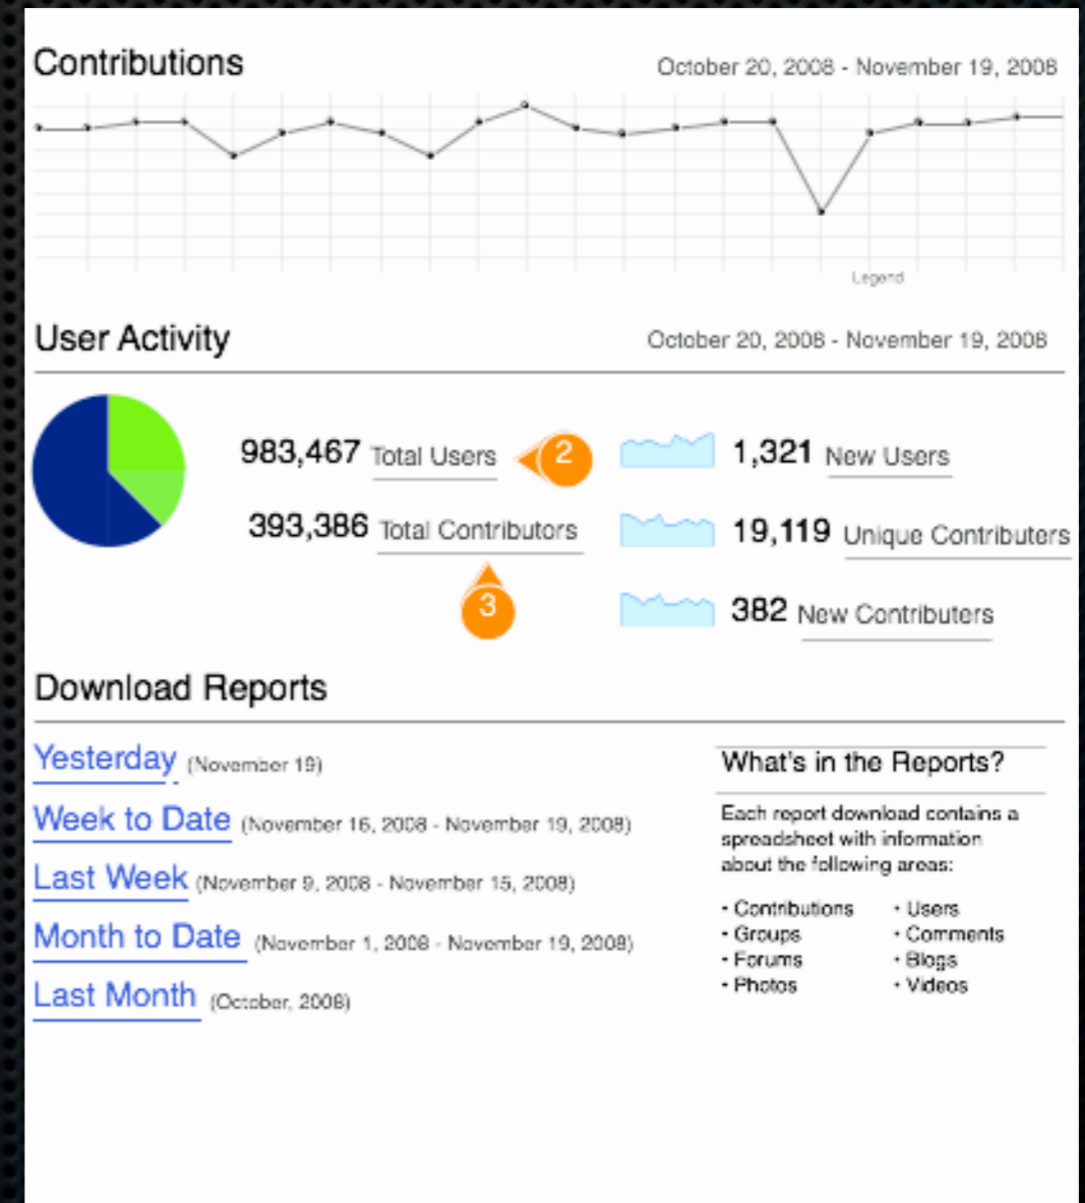 Contributions
October 20, 2008 - November 19, 2008
Legend
User Activity
October 20, 2008 - November 19, 2008
983,467 Total Users
2
1,321 New Users
393,386 Total Contributors
19,119 Unique Contributers
3
382 New Contributers
Download Reports
Yesterday (November 19)
Week to Date (November 16, 2008 - November 19, 2008)
Last Week (November 9, 2008 - November 15, 2008)
Month to Date (November 1, 2008 - November 19, 2008)
Last Month (October, 2008)
What's in the Reports?
Each report download contains a
spreadsheet with information
about the following areas:
• Contributions
• Groups
• Forums
• Photos
• Users
• Comments
• Blogs
• Videos